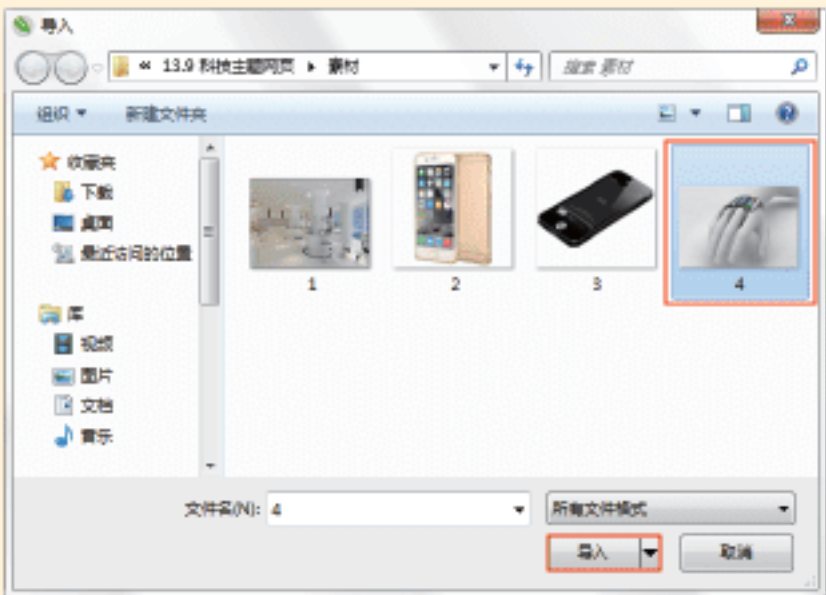 导入
« 13.9 科技主题网页 ▸ 素材
搜索 素材
组织 新建文件夹
收藏夹
下载
桌面
最近访问的位置
库
视频
图片
文档
音乐
1 2 3 4
文件名(N): 4
所有文件格式
导入 取消